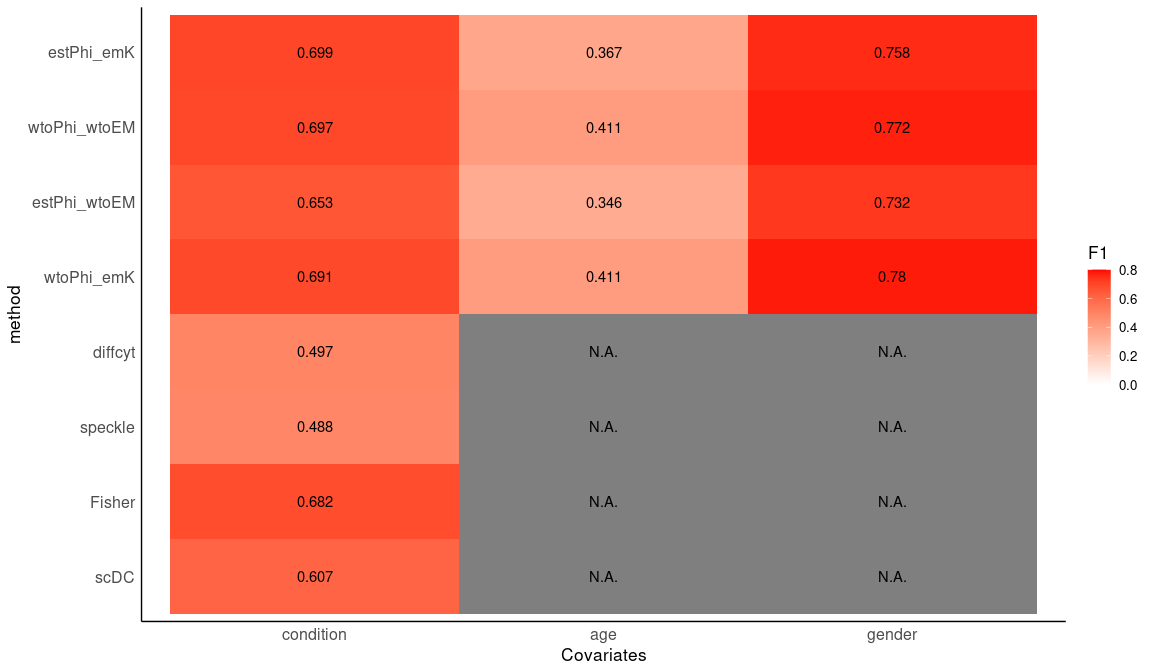 estPhi_emK 0.699 0.367 0.758
wtoPhi_wtoEM 0.697 0.411 0.772
estPhi_wtoEM 0.653 0.346 0.732
wtoPhi_emK 0.691 0.411 0.78
diffcyt 0.497 N.A. N.A.
speckle 0.488 N.A. N.A.
Fisher 0.682 N.A. N.A.
scDC 0.607 N.A. N.A.
method
condition age gender
Covariates
F1
0.8
0.6
0.4
0.2
0.0